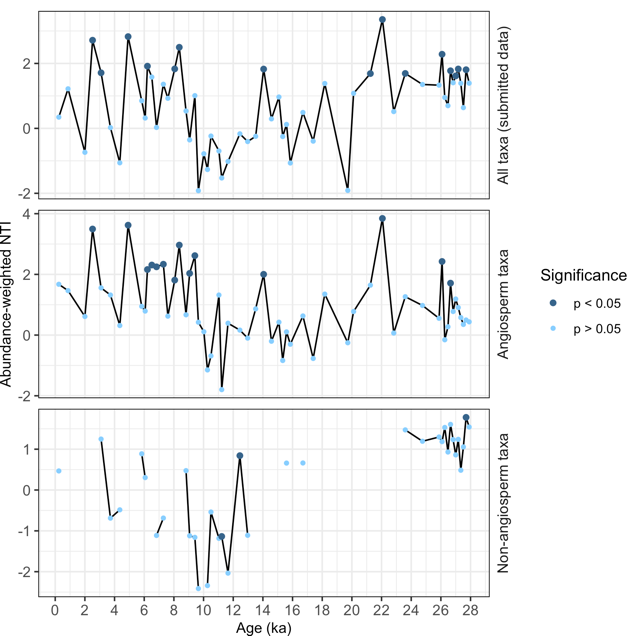 2
0
-2
All taxa (submitted data)
4
2
0
-2
Angiosperm taxa
Abundance-weighted NTI
Significance
p < 0.05
p > 0.05
1
0
-1
-2
Non-angiosperm taxa
0 2 4 6 8 10 12 14 16 18 20 22 24 26 28
Age (ka)